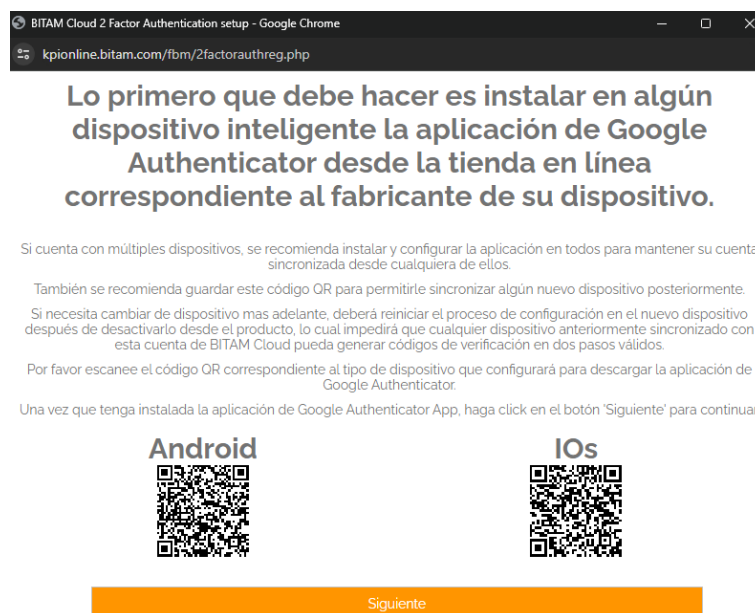 BITAM Cloud 2 Factor Authentication setup - Google Chrome
kpionline.bitam.com/fbm/2factorauthreg.php
Lo primero que debe hacer es instalar en algún
dispositivo inteligente la aplicación de Google
Authenticator desde la tienda en línea
correspondiente al fabricante de su dispositivo.
Si cuenta con múltiples dispositivos, se recomienda instalar y configurar la aplicación en todos para mantener su cuenta
sincronizada desde cualquiera de ellos.
También se recomienda guardar este código QR para permitirle sincronizar algún nuevo dispositivo posteriormente.
Si necesita cambiar de dispositivo mas adelante, deberá reiniciar el proceso de configuración en el nuevo dispositivo
después de desactivarlo desde el producto, lo cual impedirá que cualquier dispositivo anteriormente sincronizado con
esta cuenta de BITAM Cloud pueda generar códigos de verificación en dos pasos válidos.
Por favor escanee el código QR correspondiente al tipo de dispositivo que configurará para descargar la aplicación de
Google Authenticator.
Una vez que tenga instalada la aplicación de Google Authenticator App, haga click en el botón 'Siguiente' para continuar
Android
IOs
Siguiente